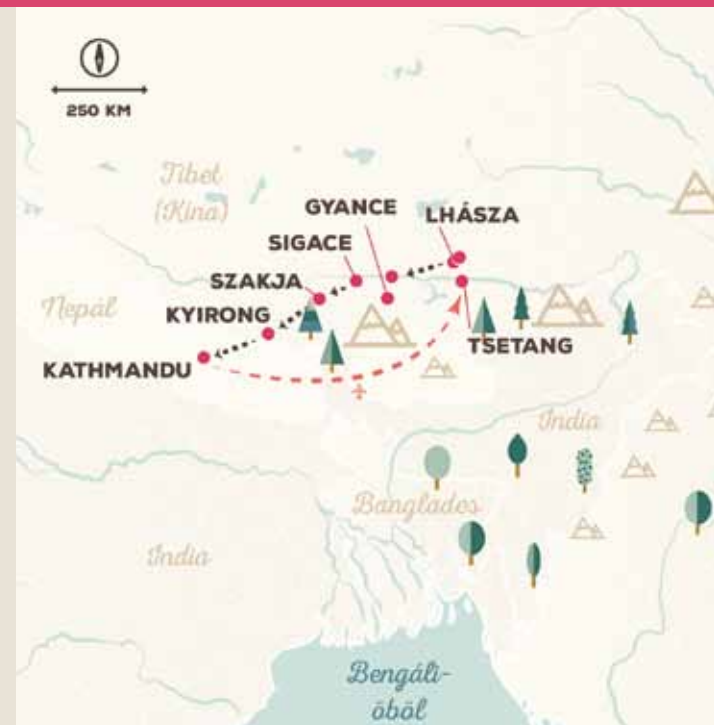 250 KM
Tibet
(Kína)
GYANCE
LHÁSZA
SIGACE
SZAKJA
Nepál
KYIRONG
TSETANG
KATHMANDU
India
Banglades
India
Bengáli-
öböl